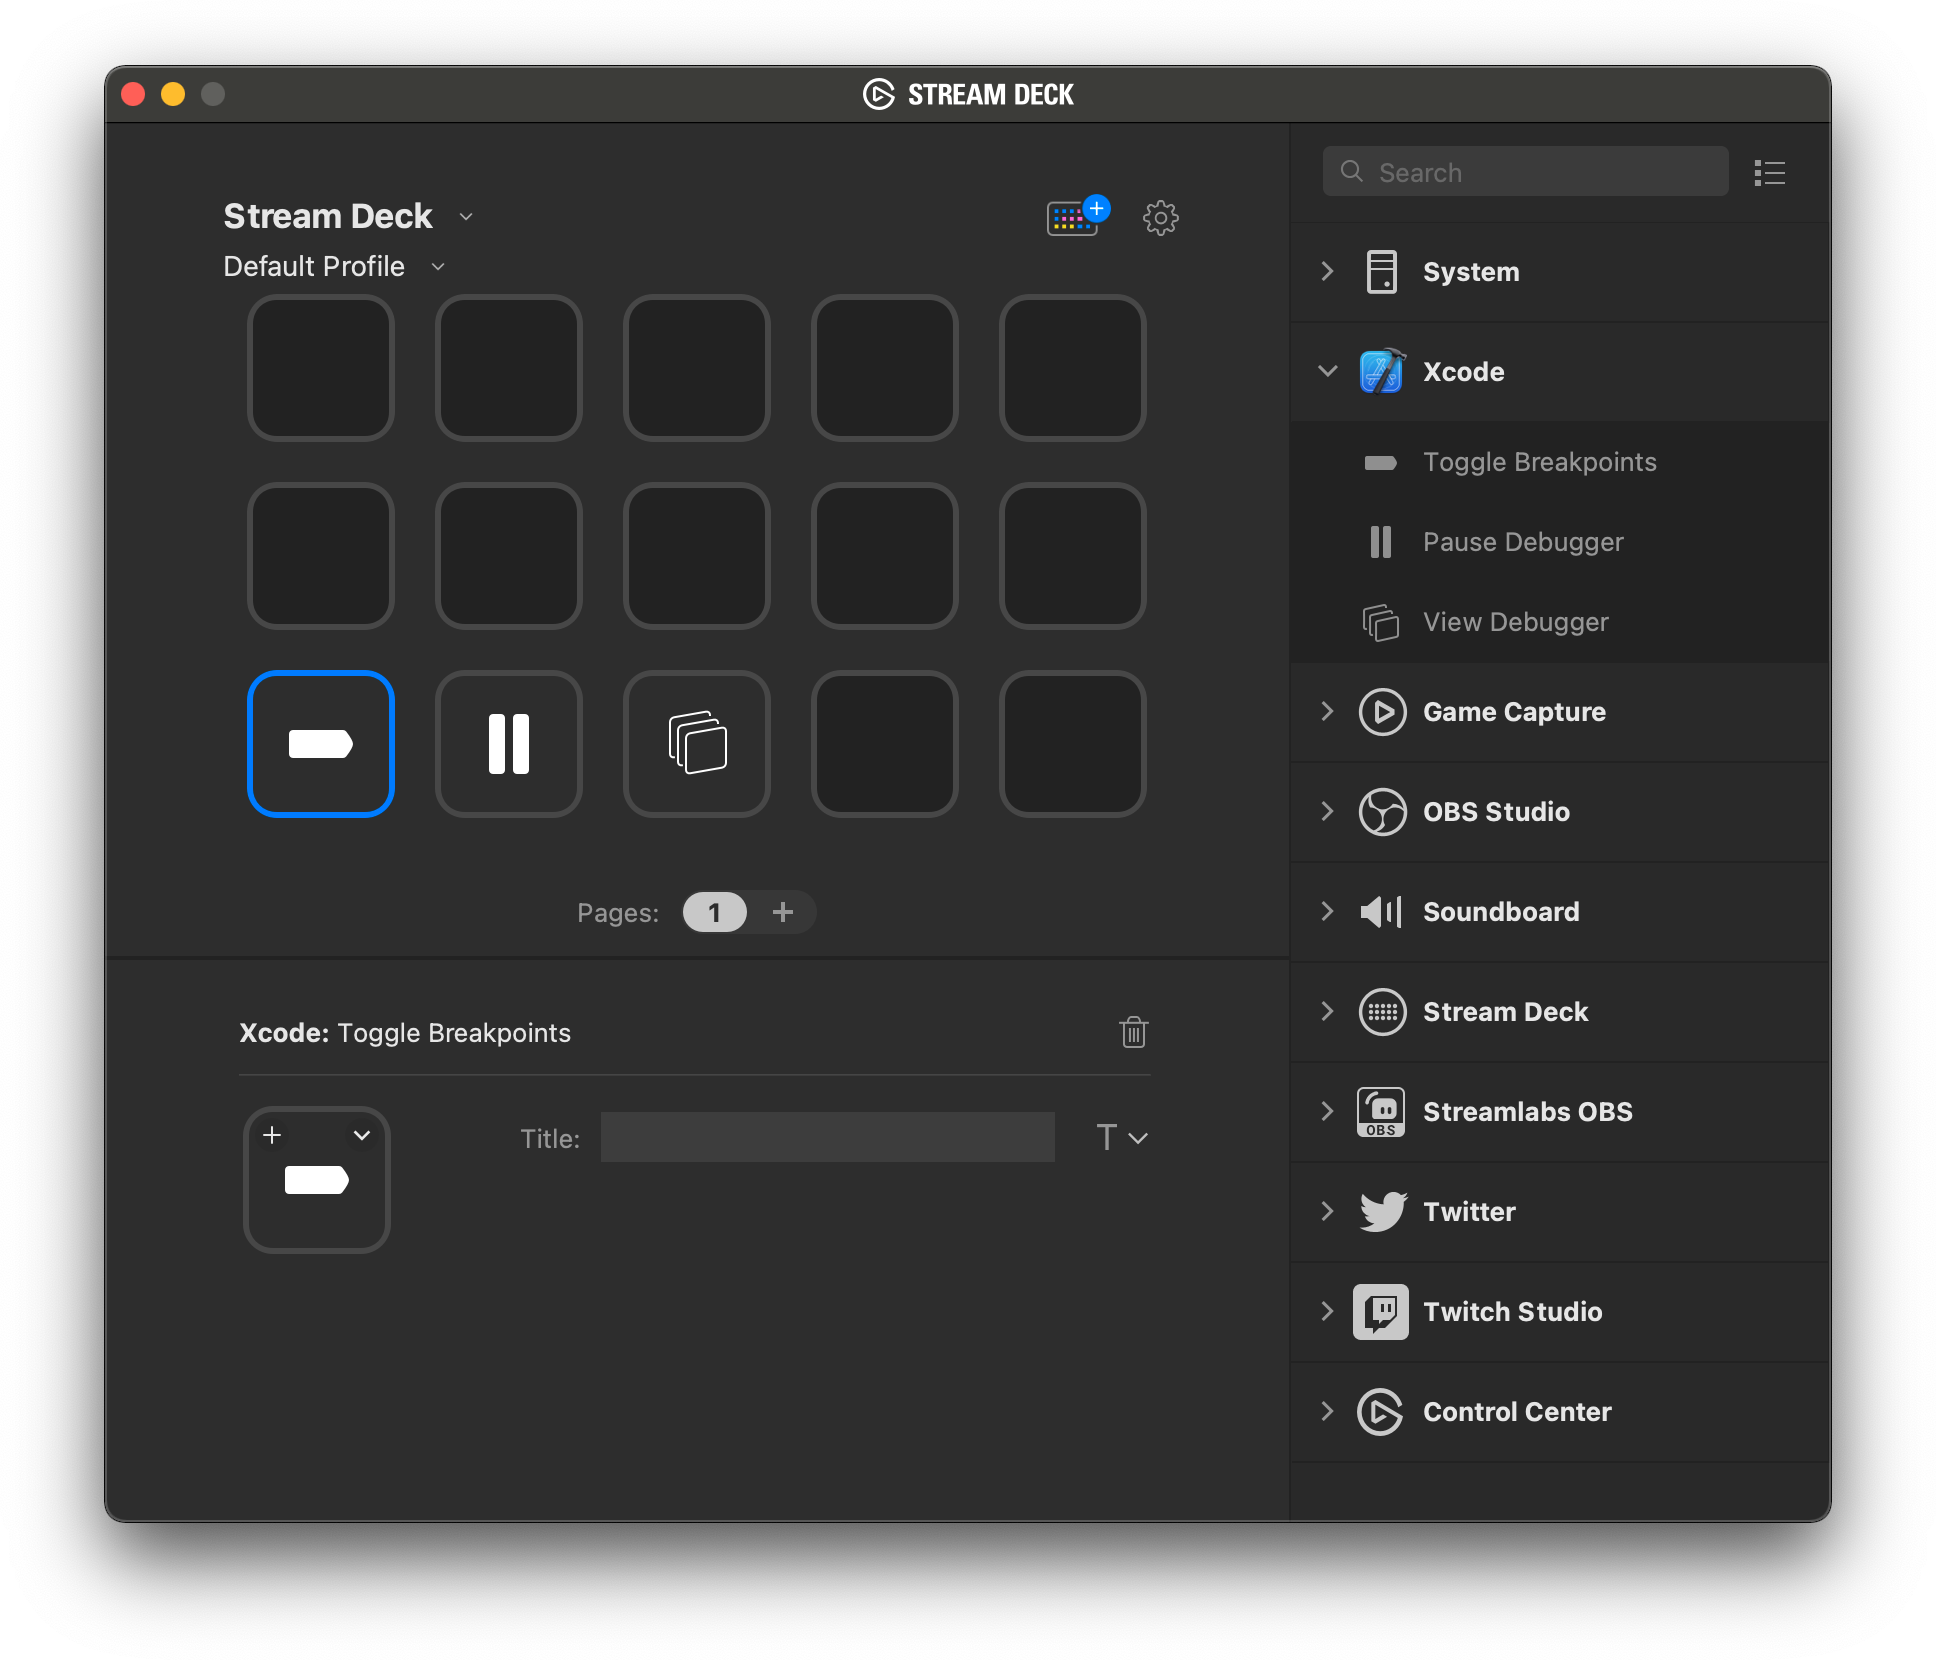 STREAM DECK
Stream Deck
Default Profile
Pages: 1 +
Xcode: Toggle Breakpoints
Title:
T
Search
System
Xcode
Toggle Breakpoints
Pause Debugger
View Debugger
Game Capture
OBS Studio
Soundboard
Stream Deck
OBS
Streamlabs OBS
Twitter
Twitch Studio
Control Center